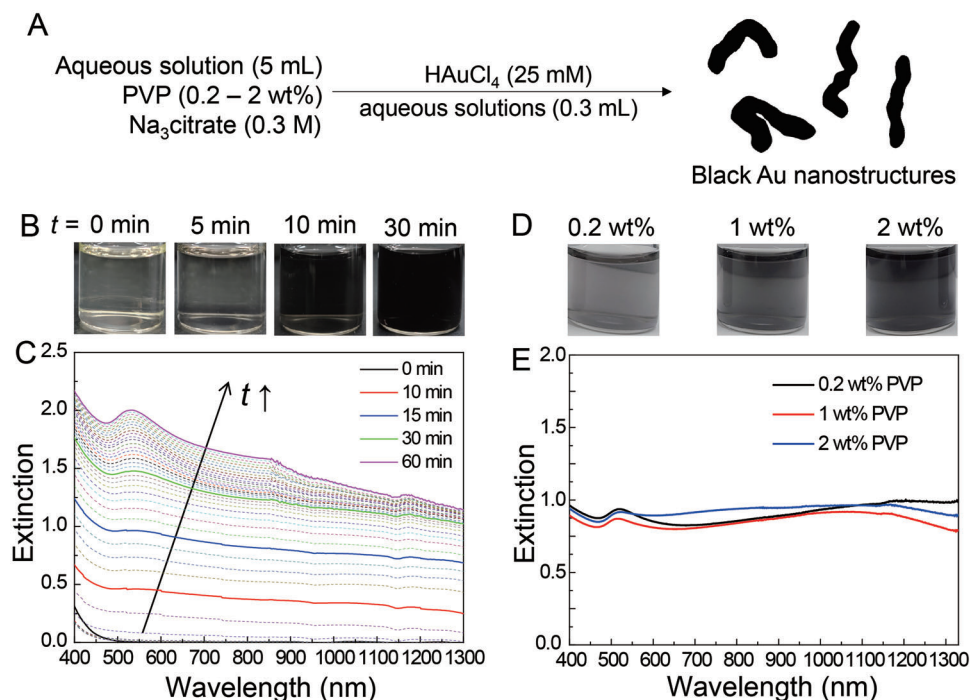 A
Aqueous solution (5 mL)
PVP (0.2 – 2 wt%)
Na₃citrate (0.3 M)
HAuCl₄ (25 mM)
aqueous solutions (0.3 mL)
Black Au nanostructures
B t = 0 min 5 min 10 min 30 min
D 0.2 wt% 1 wt% 2 wt%
C
Extinction
2.5
2.0
1.5
1.0
0.5
0.0
t ↑
0 min
10 min
15 min
30 min
60 min
400 500 600 700 800 900 1000 1100 1200 1300
Wavelength (nm)
E
Extinction
2.0
1.5
1.0
0.5
0.0
0.2 wt% PVP
1 wt% PVP
2 wt% PVP
400 500 600 700 800 900 1000 1100 1200 1300
Wavelength (nm)